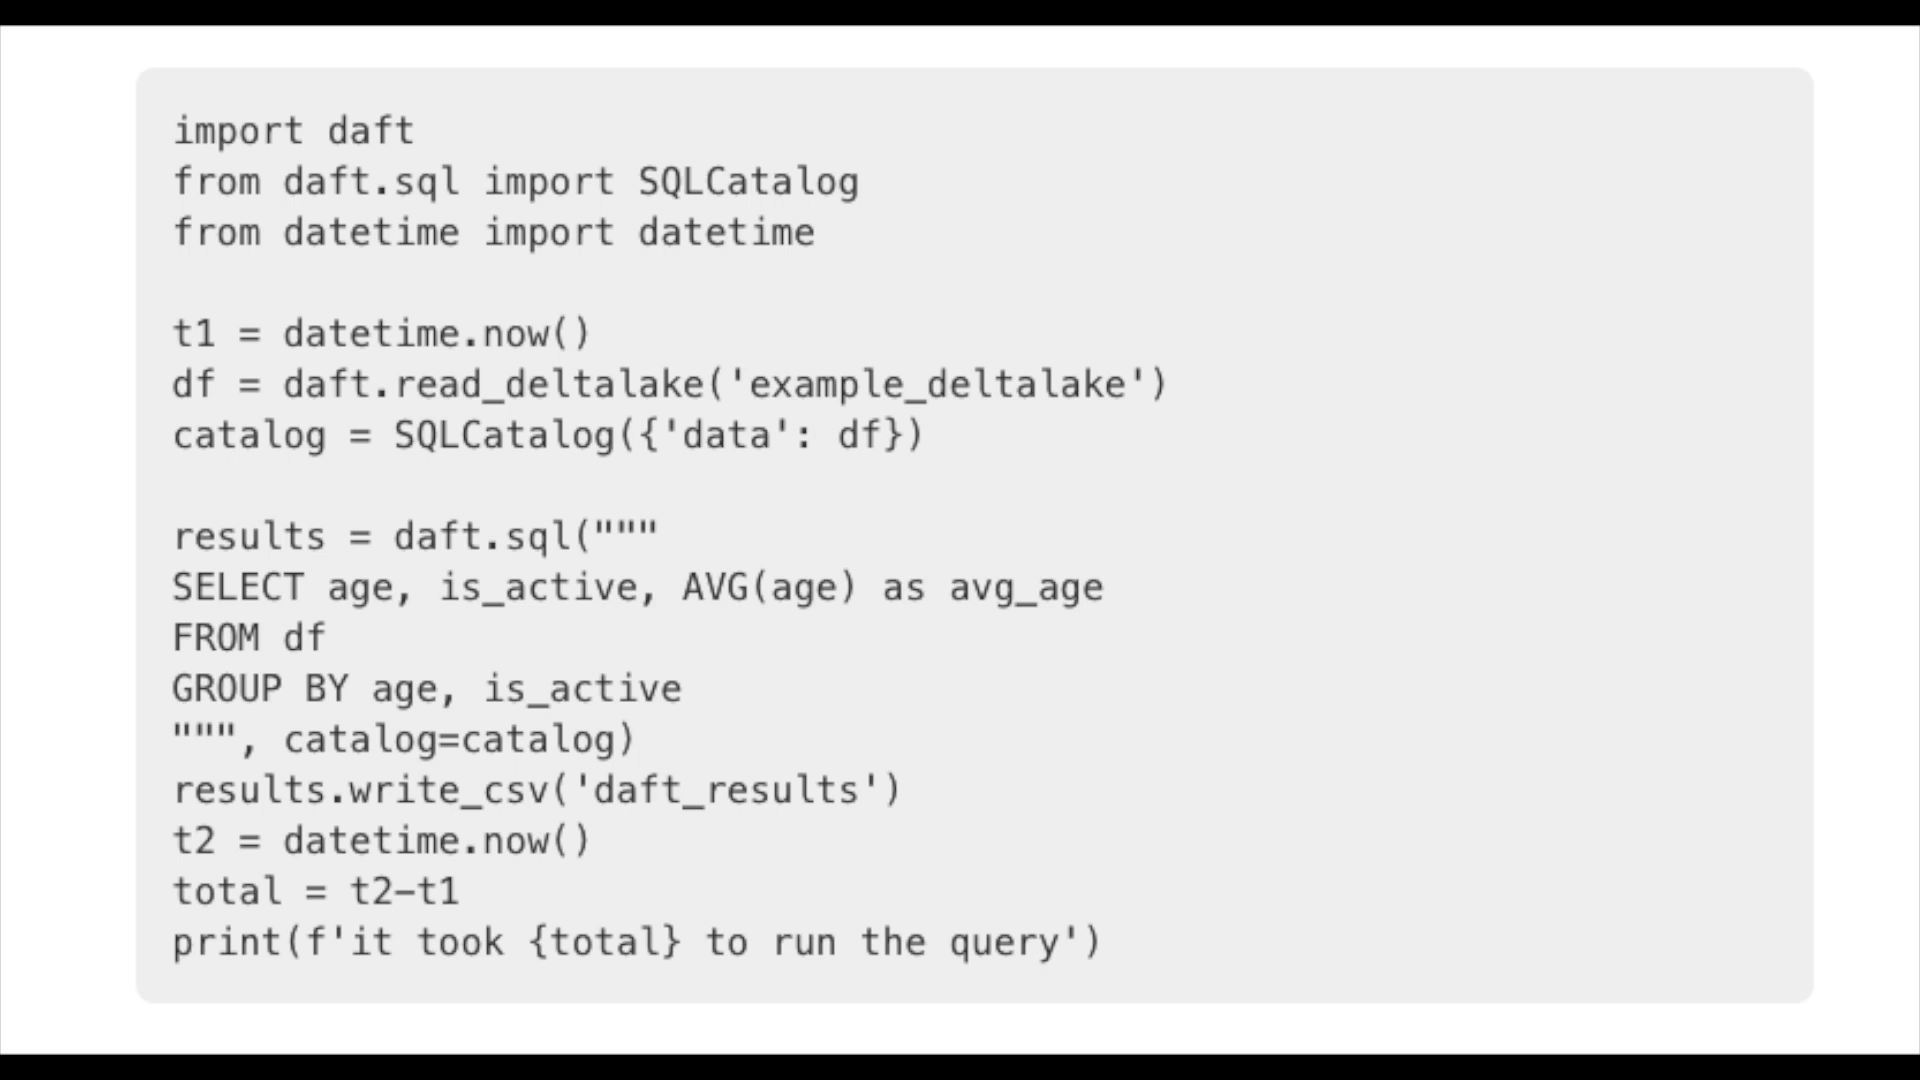 import daft
from daft.sql import SQLCatalog
from datetime import datetime

t1 = datetime.now()
df = daft.read_deltalake('example_deltalake')
catalog = SQLCatalog({'data': df})

results = daft.sql("""
SELECT age, is_active, AVG(age) as avg_age
FROM df
GROUP BY age, is_active
""", catalog=catalog)
results.write_csv('daft_results')
t2 = datetime.now()
total = t2-t1
print(f'it took {total} to run the query')